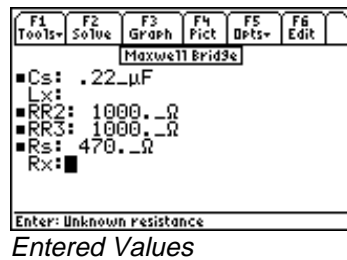 F1 F2 F3 F4 F5 F6
Tools▾ Solve Graph Pict Opts▾ Edit
Maxwell Bridge
■Cs: .22_µF
Lx:
■RR2: 1000._Ω
■RR3: 1000._Ω
■Rs: 470._Ω
Rx:
Enter: Unknown resistance
Entered Values